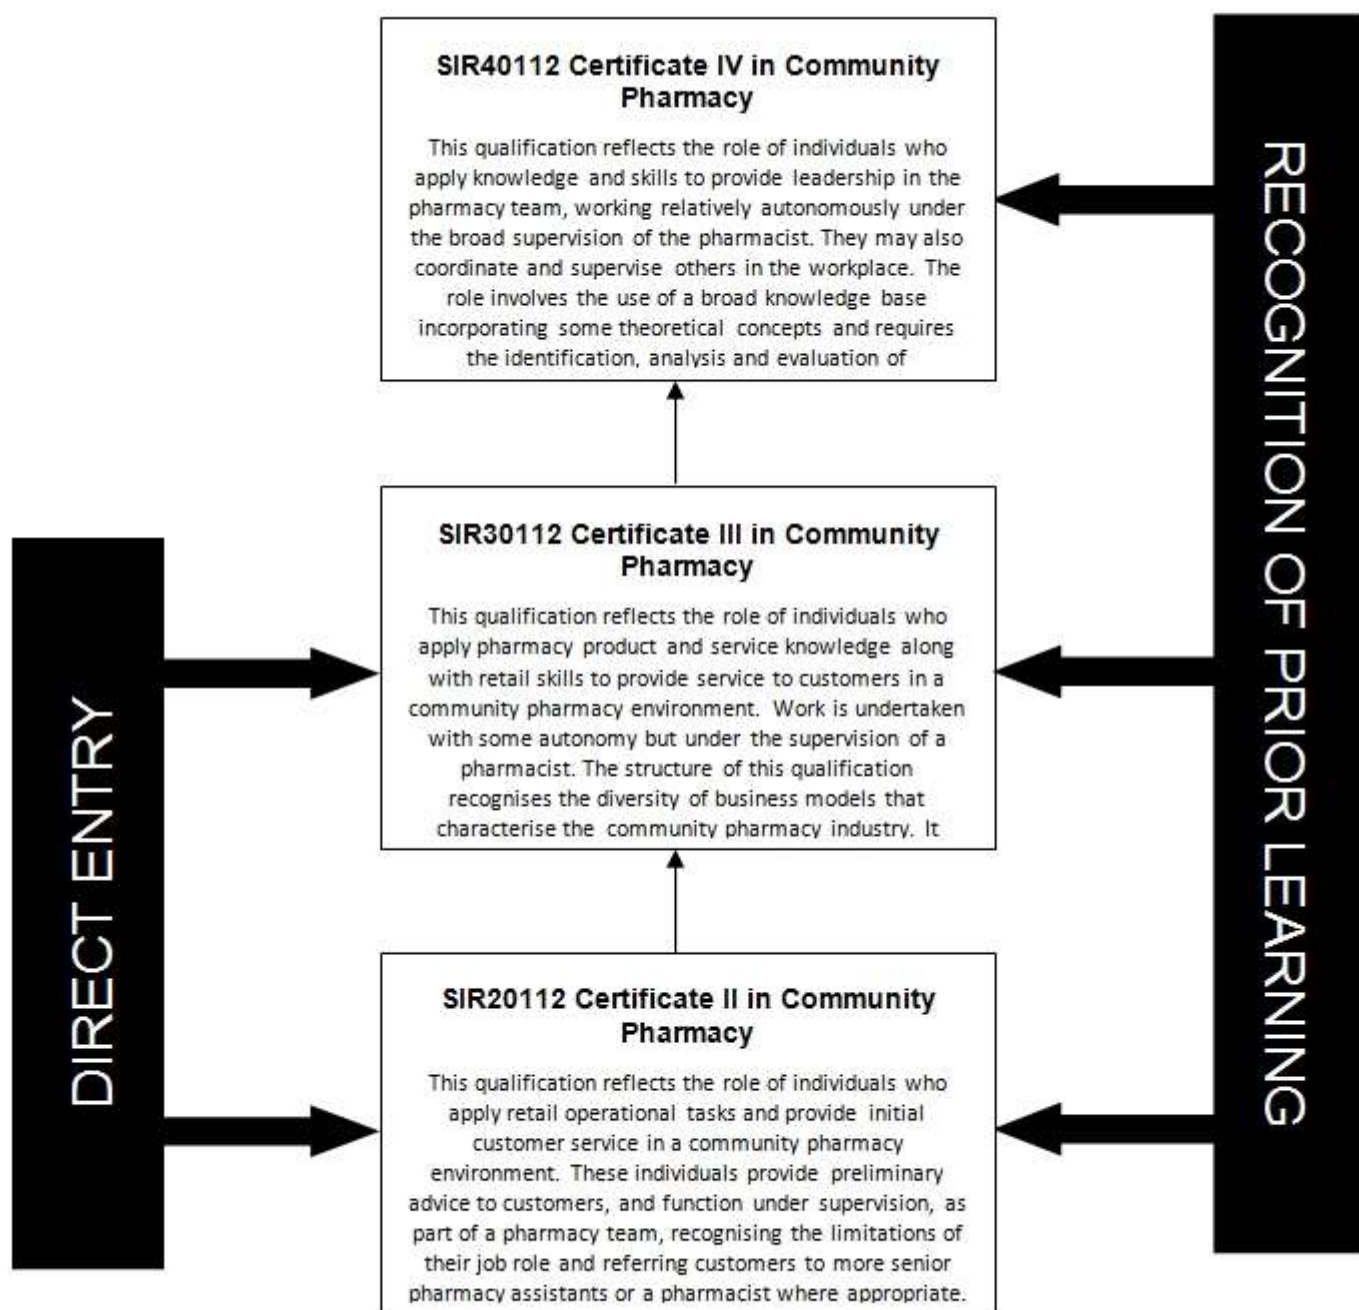 SIR40112 Certificate IV in Community
Pharmacy
This qualification reflects the role of individuals who
apply knowledge and skills to provide leadership in the
pharmacy team, working relatively autonomously under
the broad supervision of the pharmacist. They may also
coordinate and supervise others in the workplace. The
role involves the use of a broad knowledge base
incorporating some theoretical concepts and requires
the identification, analysis and evaluation of
SIR30112 Certificate III in Community
Pharmacy
This qualification reflects the role of individuals who
apply pharmacy product and service knowledge along
with retail skills to provide service to customers in a
community pharmacy environment. Work is undertaken
with some autonomy but under the supervision of a
pharmacist. The structure of this qualification
recognises the diversity of business models that
characterise the community pharmacy industry. It
SIR20112 Certificate II in Community
Pharmacy
This qualification reflects the role of individuals who
apply retail operational tasks and provide initial
customer service in a community pharmacy
environment. These individuals provide preliminary
advice to customers, and function under supervision, as
part of a pharmacy team, recognising the limitations of
their job role and referring customers to more senior
pharmacy assistants or a pharmacist where appropriate.
DIRECT ENTRY
RECOGNITION OF PRIOR LEARNING